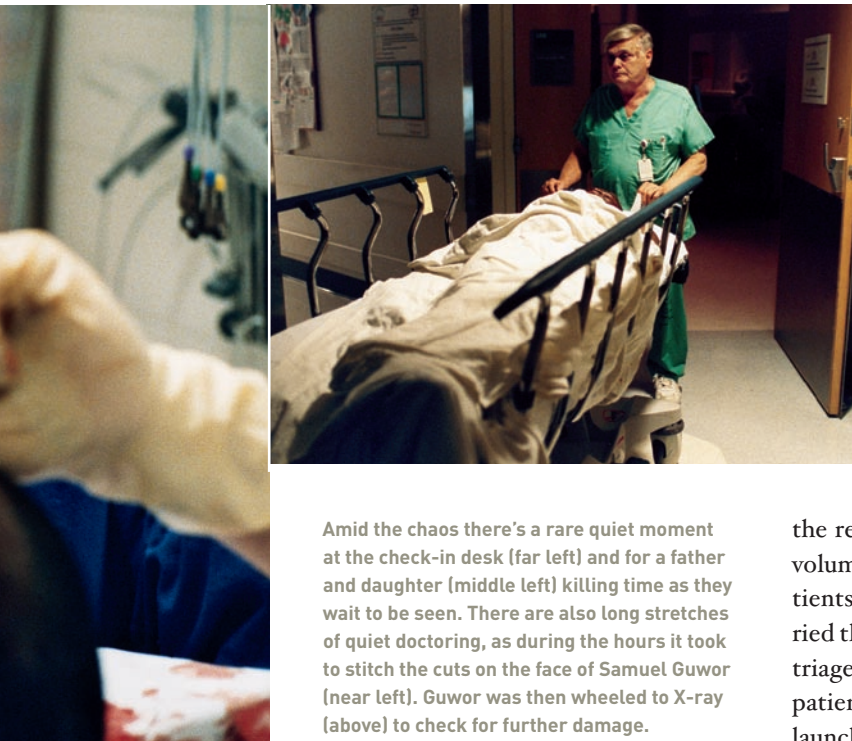 Amid the chaos there's a rare quiet moment
at the check-in desk (far left) and for a father
and daughter (middle left) killing time as they
wait to be seen. There are also long stretches
of quiet doctoring, as during the hours it took
to stitch the cuts on the face of Samuel Guwor
(near left). Guwor was then wheeled to X-ray
(above) to check for further damage.
the re
volum
tients
ried th
triage
patien
launch